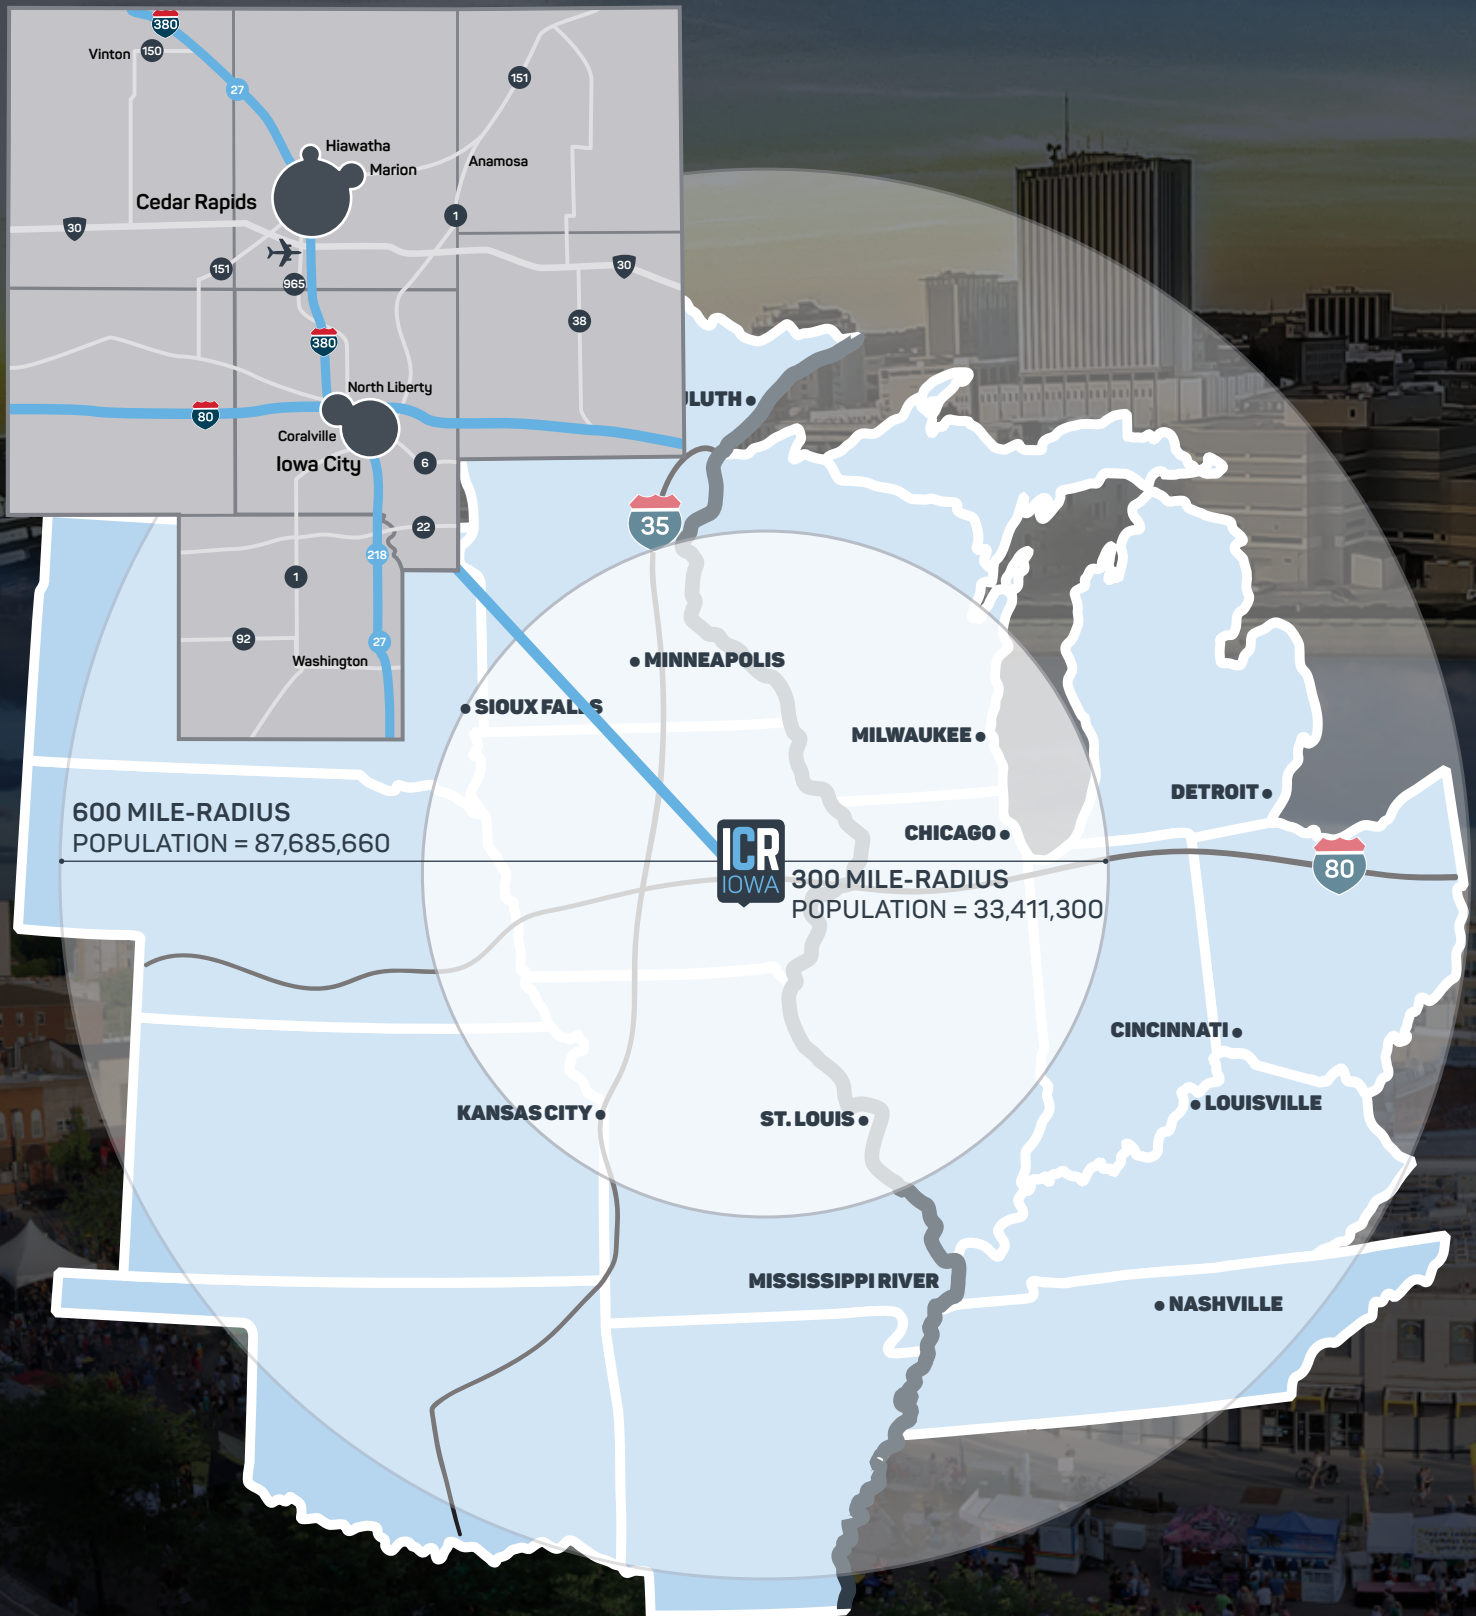 380
Vinton
150
27
151
Hiawatha
Marion
Anamosa
Cedar Rapids
1
30
151
965
30
38
380
North Liberty
80
Coralville
Iowa City
6
22
218
1
92
27
Washington
LUTH
35
MINNEAPOLIS
SIOUX FALLS
MILWAUKEE
DETROIT
CHICAGO
600 MILE-RADIUS
POPULATION = 87,685,660
ICR
IOWA
300 MILE-RADIUS
POPULATION = 33,411,300
80
CINCINNATI
KANSAS CITY
ST. LOUIS
LOUISVILLE
MISSISSIPPI RIVER
NASHVILLE